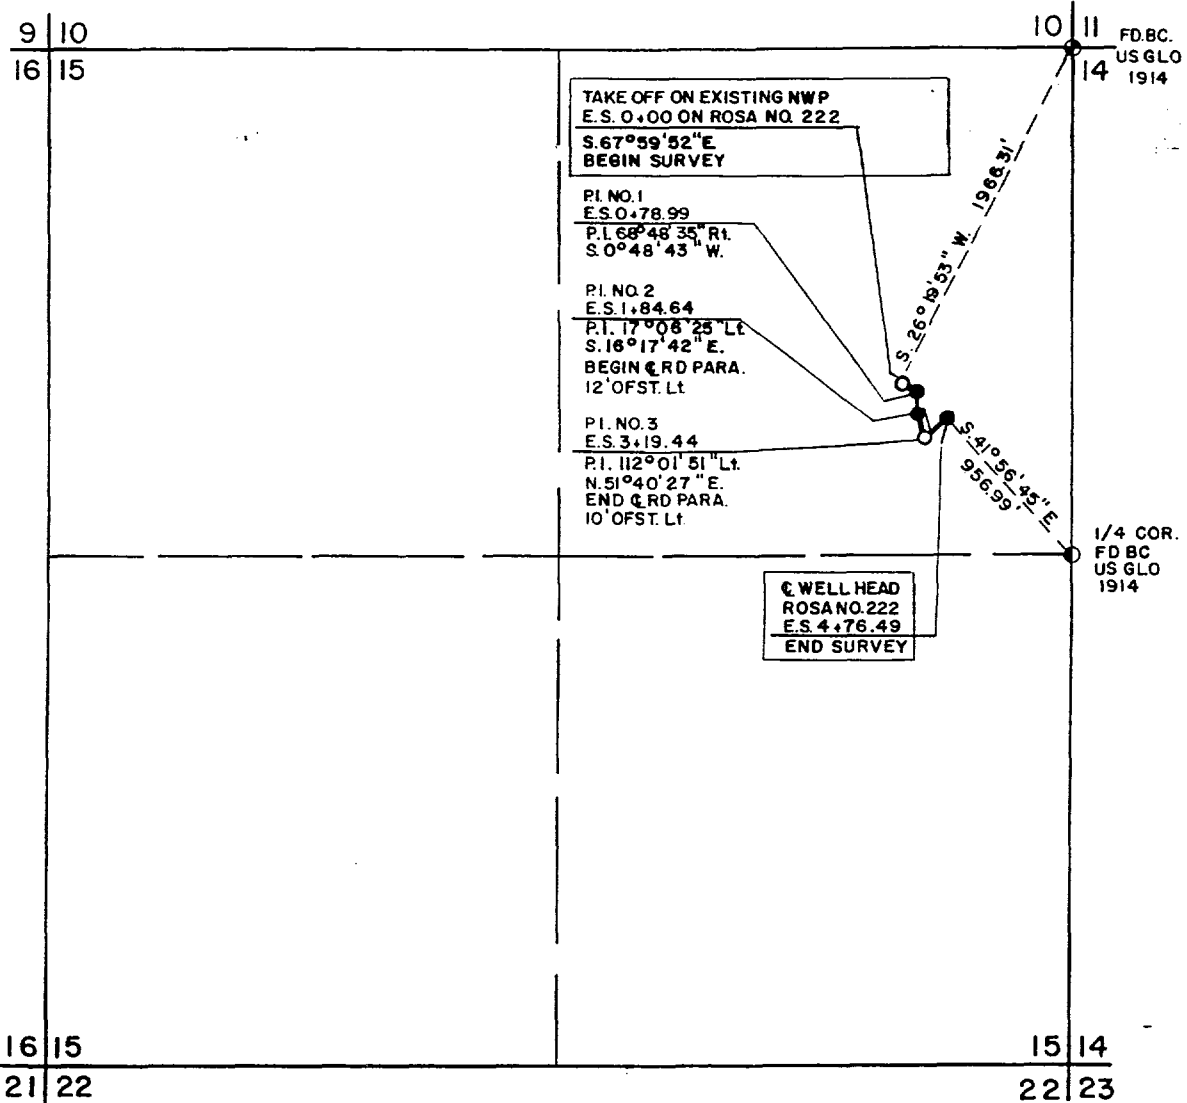 9 10
16 15
10 11
14
FD.BC.
US GLO
1914
TAKE OFF ON EXISTING NWP
E.S. 0+00 ON ROSA NO. 222
S.67°59'52"E
BEGIN SURVEY
P.I. NO.1
E.S.0+78.99
P.I. 68°48'35" Rt.
S.0°48'43" W.
P.I. NO.2
E.S.1+84.64
P.I. 17°06'25" Lt
S.16°17'42" E.
BEGIN ℄ RD PARA.
12' OFST. Lt
P.I. NO.3
E.S.3+19.44
P.I. 112°01'51" Lt.
N.51°40'27" E.
END ℄ RD PARA.
10' OFST. Lt
S. 26°19'53" W. 1966.31'
S. 41°56'45" E
956.99'
1/4 COR.
FD BC
US GLO
1914
℄ WELL HEAD
ROSA NO.222
E.S. 4+76.49
END SURVEY
16 15
21 22
15 14
22 23